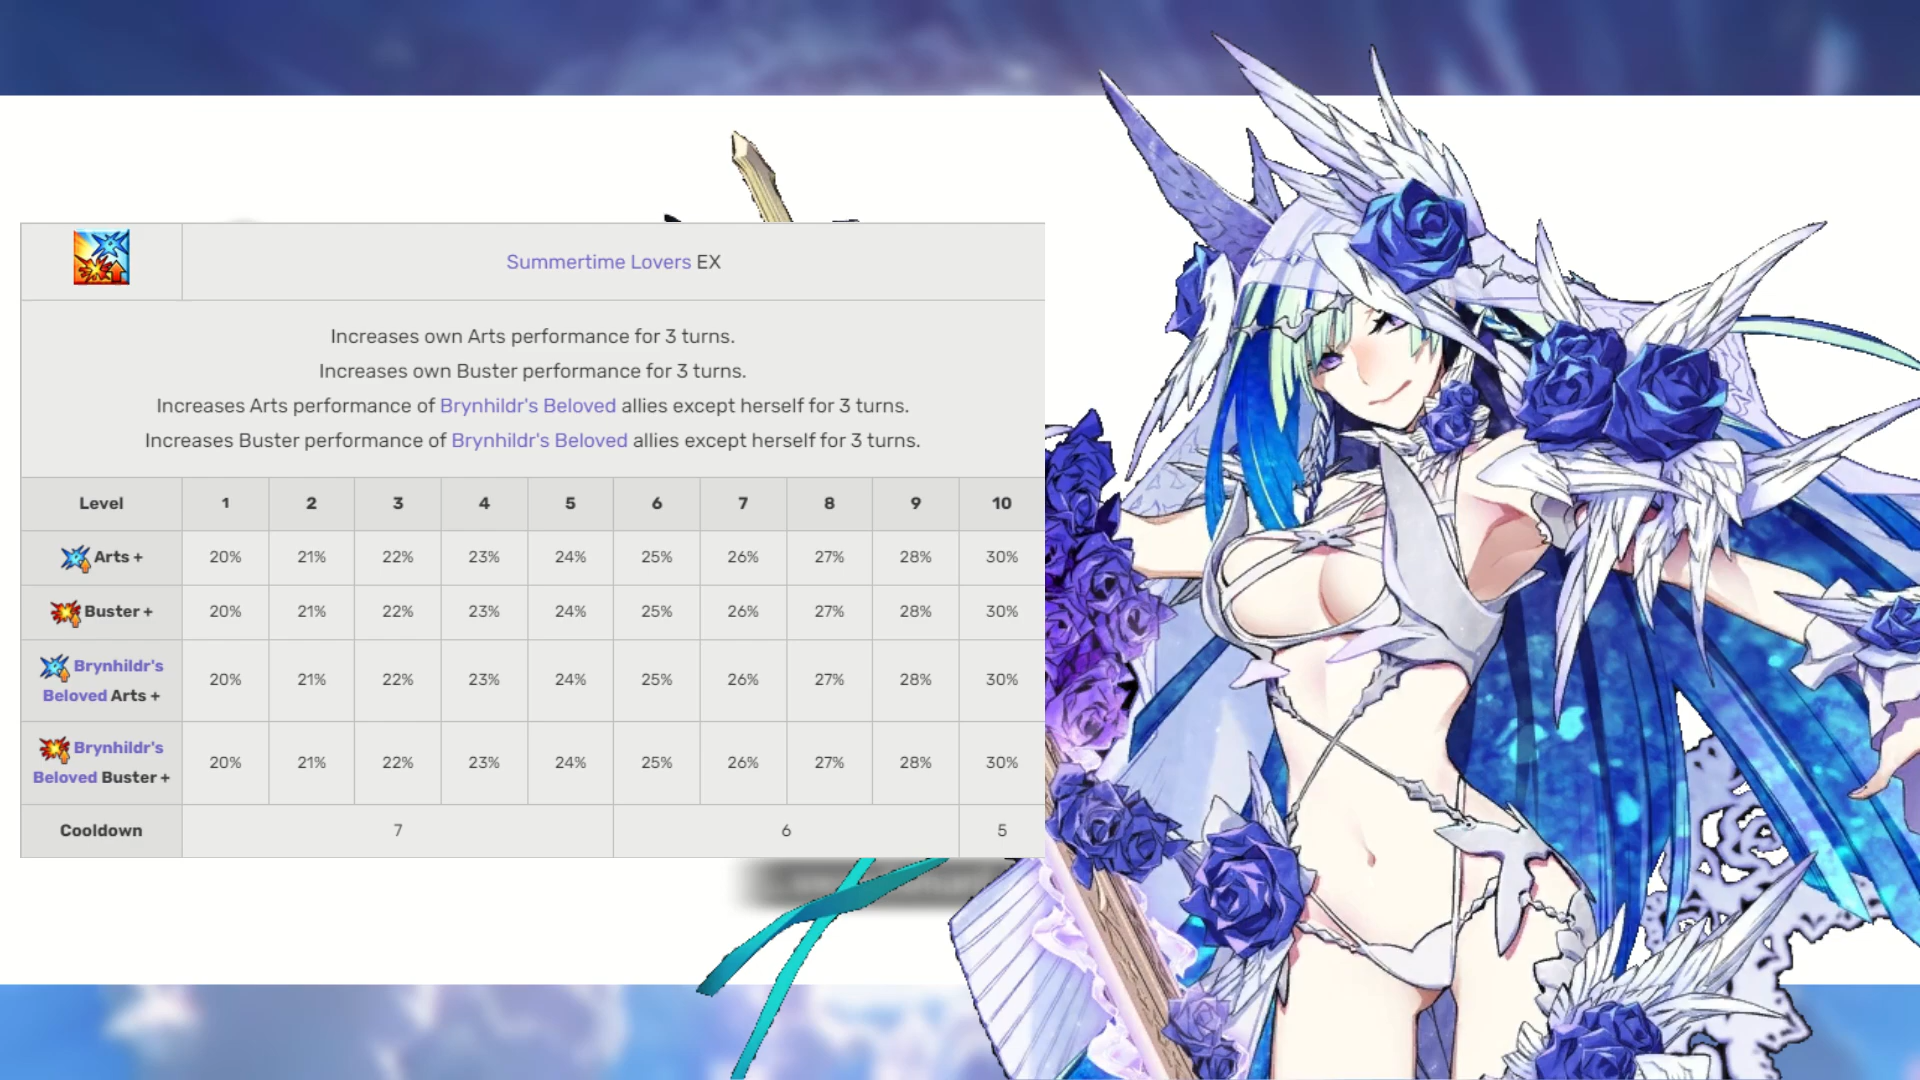 Summertime Lovers EX
Increases own Arts performance for 3 turns.
Increases own Buster performance for 3 turns.
Increases Arts performance of Brynhildr's Beloved allies except herself for 3 turns.
Increases Buster performance of Brynhildr's Beloved allies except herself for 3 turns.
Level 1 2 3 4 5 6 7 8 9 10
Arts + 20% 21% 22% 23% 24% 25% 26% 27% 28% 30%
Buster + 20% 21% 22% 23% 24% 25% 26% 27% 28% 30%
Brynhildr's
Beloved Arts + 20% 21% 22% 23% 24% 25% 26% 27% 28% 30%
Brynhildr's
Beloved Buster + 20% 21% 22% 23% 24% 25% 26% 27% 28% 30%
Cooldown 7 6 5